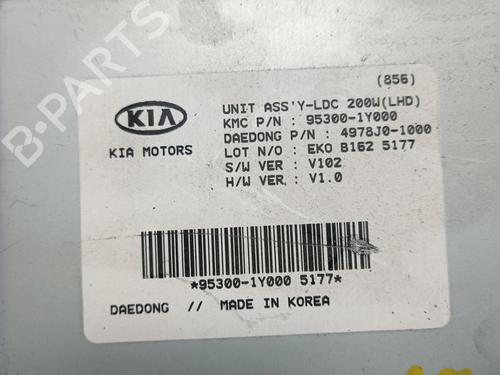 (856)
UNIT ASS'Y-LDC 200W(LHD)
KMC P/N : 95300-1Y000
DAEDONG P/N : 4978J0-1000
LOT N/O : EKO B162 5177
S/W VER : V102
H/W VER : V1.0
KIA
KIA MOTORS
*95300-1Y000 5177*
DAEDONG // MADE IN KOREA
B-PARTS